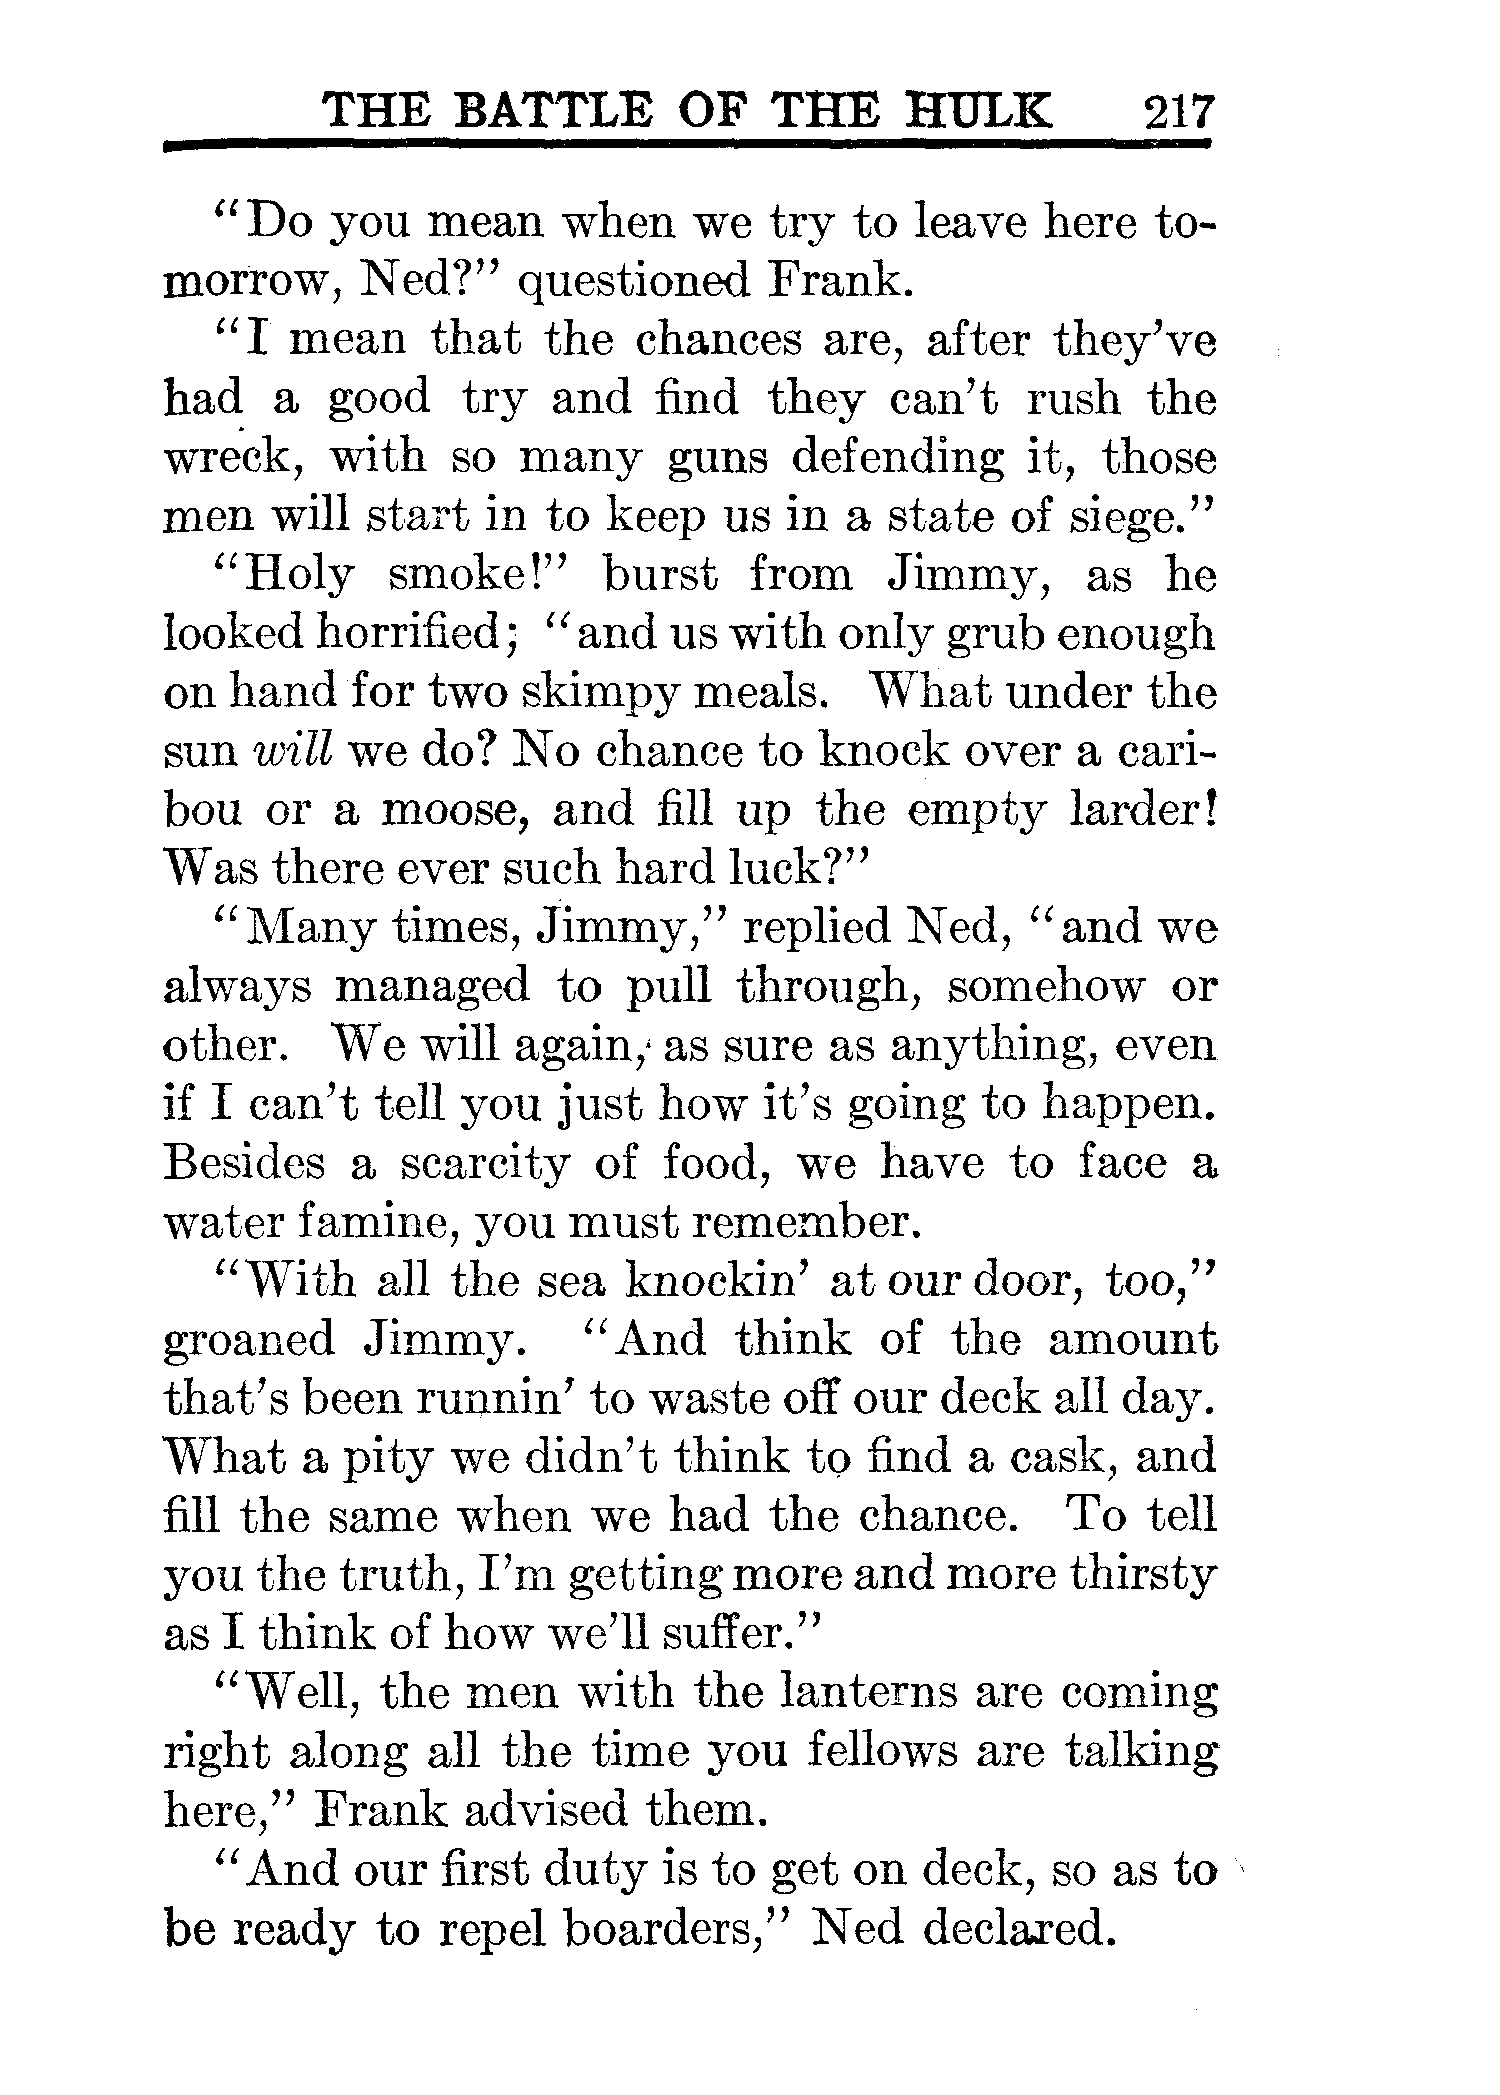 THE BATTLE OF THE HULK 217
"Do you mean when we try to leave here to-
morrow, Ned?" questioned Frank.
"I mean that the chances are, after they've
had a good try and find they can't rush the
wreck, with so many guns defending it, those
men will start in to keep us in a state of siege."
"Holy smoke!" burst from Jimmy, as he
looked horrified; "and us with only grub enough
on hand for two skimpy meals. What under the
sun will we do? No chance to knock over a cari-
bou or a moose, and fill up the empty larder!
Was there ever such hard luck?"
"Many times, Jimmy," replied Ned, "and we
always managed to pull through, somehow or
other. We will again, as sure as anything, even
if I can't tell you just how it's going to happen.
Besides a scarcity of food, we have to face a
water famine, you must remember.
"With all the sea knockin' at our door, too,"
groaned Jimmy. "And think of the amount
that's been runnin' to waste off our deck all day.
What a pity we didn't think to find a cask, and
fill the same when we had the chance. To tell
you the truth, I'm getting more and more thirsty
as I think of how we'll suffer."
"Well, the men with the lanterns are coming
right along all the time you fellows are talking
here," Frank advised them.
"And our first duty is to get on deck, so as to
be ready to repel boarders," Ned declared.